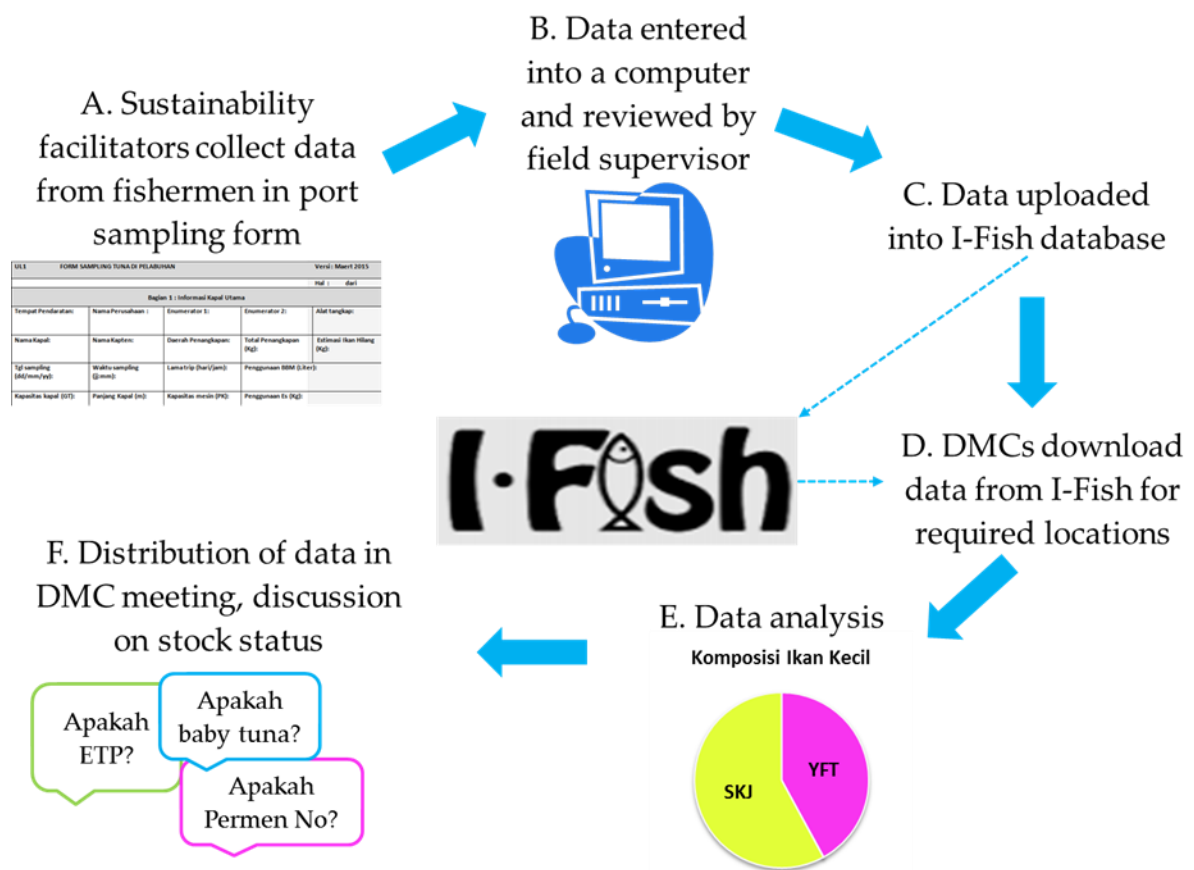 A. Sustainability
facilitators collect data
from fishermen in port
sampling form
UL1 FORM SAMPLING TUNA DI PELABUHAN Versi : Maert 2015
Hal : dari
Bagian 1 : Informasi Kapal Utama
Tempat Pendaratan: Nama Perusahaan : Enumerator 1: Enumerator 2: Alat tangkap:
Nama Kapal: Nama Kapten: Daerah Penangkapan: Total Penangkapan (Kg): Estimasi Ikan Hilang (Kg):
Tgl sampling (dd/mm/yy): Waktu sampling (jj:mm): Lama trip (hari/jam): Penggunaan BBM (Liter):
Kapasitas kapal (GT): Panjang Kapal (m): Kapasitas mesin (PK): Penggunaan Es (Kg):
B. Data entered
into a computer
and reviewed by
field supervisor
C. Data uploaded
into I-Fish database
I-Fish
D. DMCs download
data from I-Fish for
required locations
E. Data analysis
Komposisi Ikan Kecil
SKJ
YFT
F. Distribution of data in
DMC meeting, discussion
on stock status
Apakah
ETP?
Apakah
baby tuna?
Apakah
Permen No?